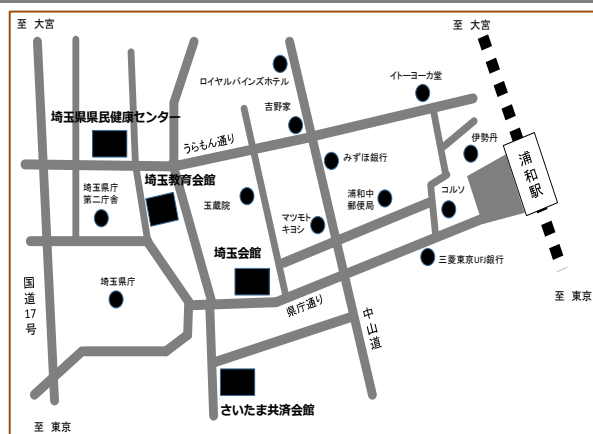 至 大宮
至 大宮
ロイヤルパインズホテル
イトーヨーカ堂
吉野家
埼玉県県民健康センター
うらもん通り
伊勢丹
みずほ銀行
浦和駅
埼玉教育会館
埼玉県庁
第二庁舎
玉蔵院
浦和中
郵便局
コルソ
マツモト
キヨシ
埼玉会館
三菱東京UFJ銀行
国道17号
埼玉県庁
県庁通り
中山道
至 東京
さいたま共済会館
至 東京